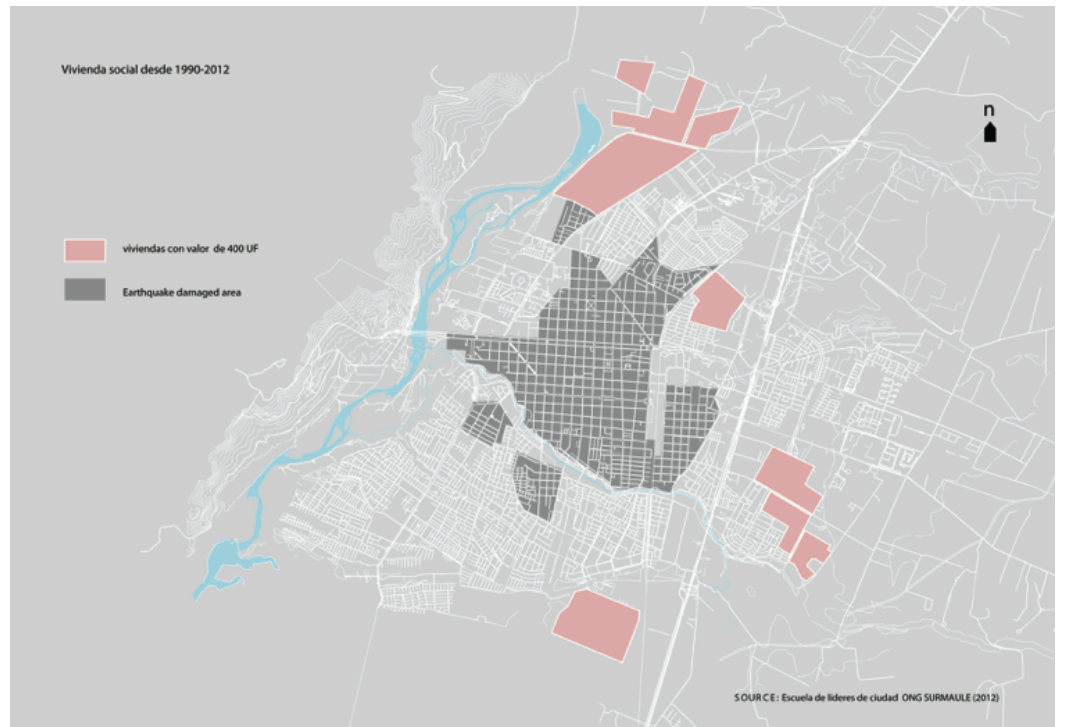 Vivienda social desde 1990-2012
n
viviendas con valor de 400 UF
Earthquake damaged area
SOURCE: Escuela de líderes de ciudad ONG SURMAULE (2012)